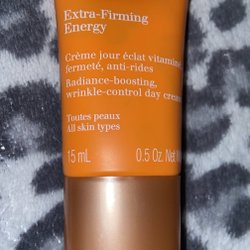 Extra-Firming
Energy
Crème jour éclat vitaminé
fermeté, anti-rides
Radiance-boosting,
wrinkle-control day cream
Toutes peaux
All skin types
15 mL 0.5 Oz. Net